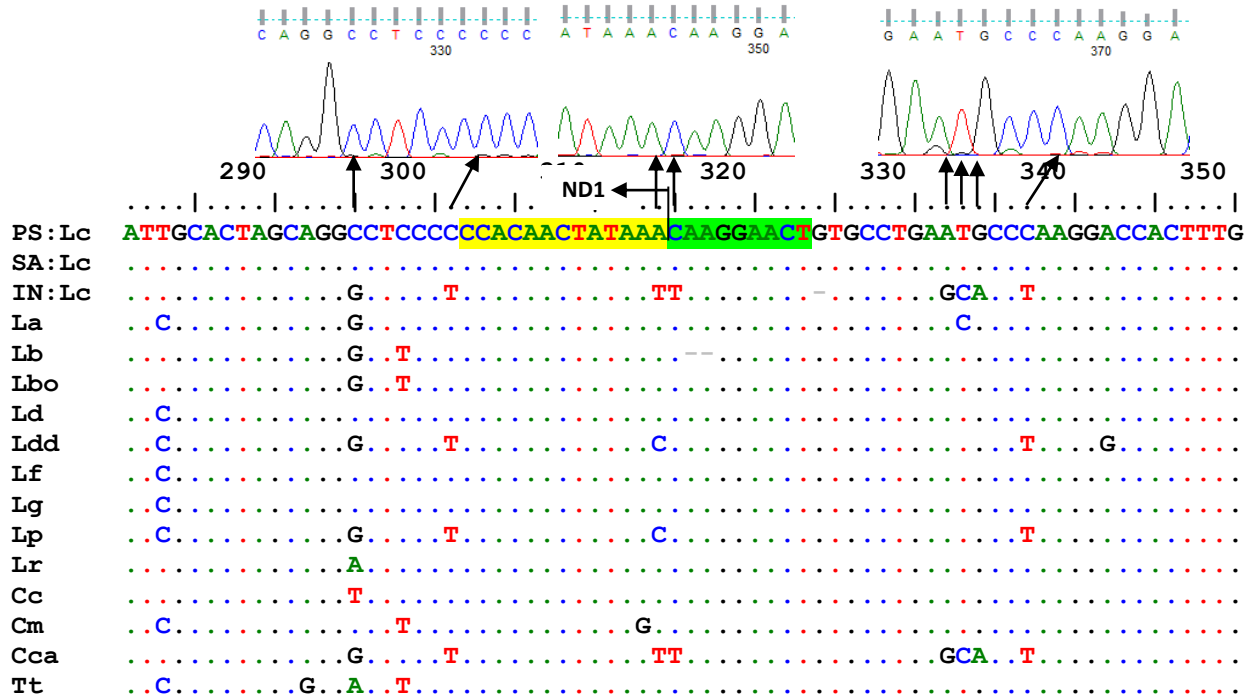 C A G G C C T C C C C C C
A T A A A C A A G G A
G A A T G C C C A A G G A
330
350
370
290 300 320 330 340 350
ND1
PS:Lc ATTGCACTAGCAGGCCTCCCCCCACAACTATAAACAAGGAACTGTGCCTGAATGCCCAAGGACCACTTTG
SA:Lc ......................................................................
IN:Lc ..............G.....T............TT........-.......GCA..T.............
La ..C...........G.....................................C.................
Lb ..............G..T.................--.................................
Lbo ..............G..T....................................................
Ld ..C...................................................................
Ldd ..C...........G.....T............C......................T....G........
Lf ..C...................................................................
Lg ..C...................................................................
Lp ..C...........G.....T............C......................T.............
Lr ..............A.......................................................
Cc ..............T.......................................................
Cm ..C..............T..............G.....................................
Cca ..............G.....T............TT................GCA..T.............
Tt ..C........G..A..T....................................................